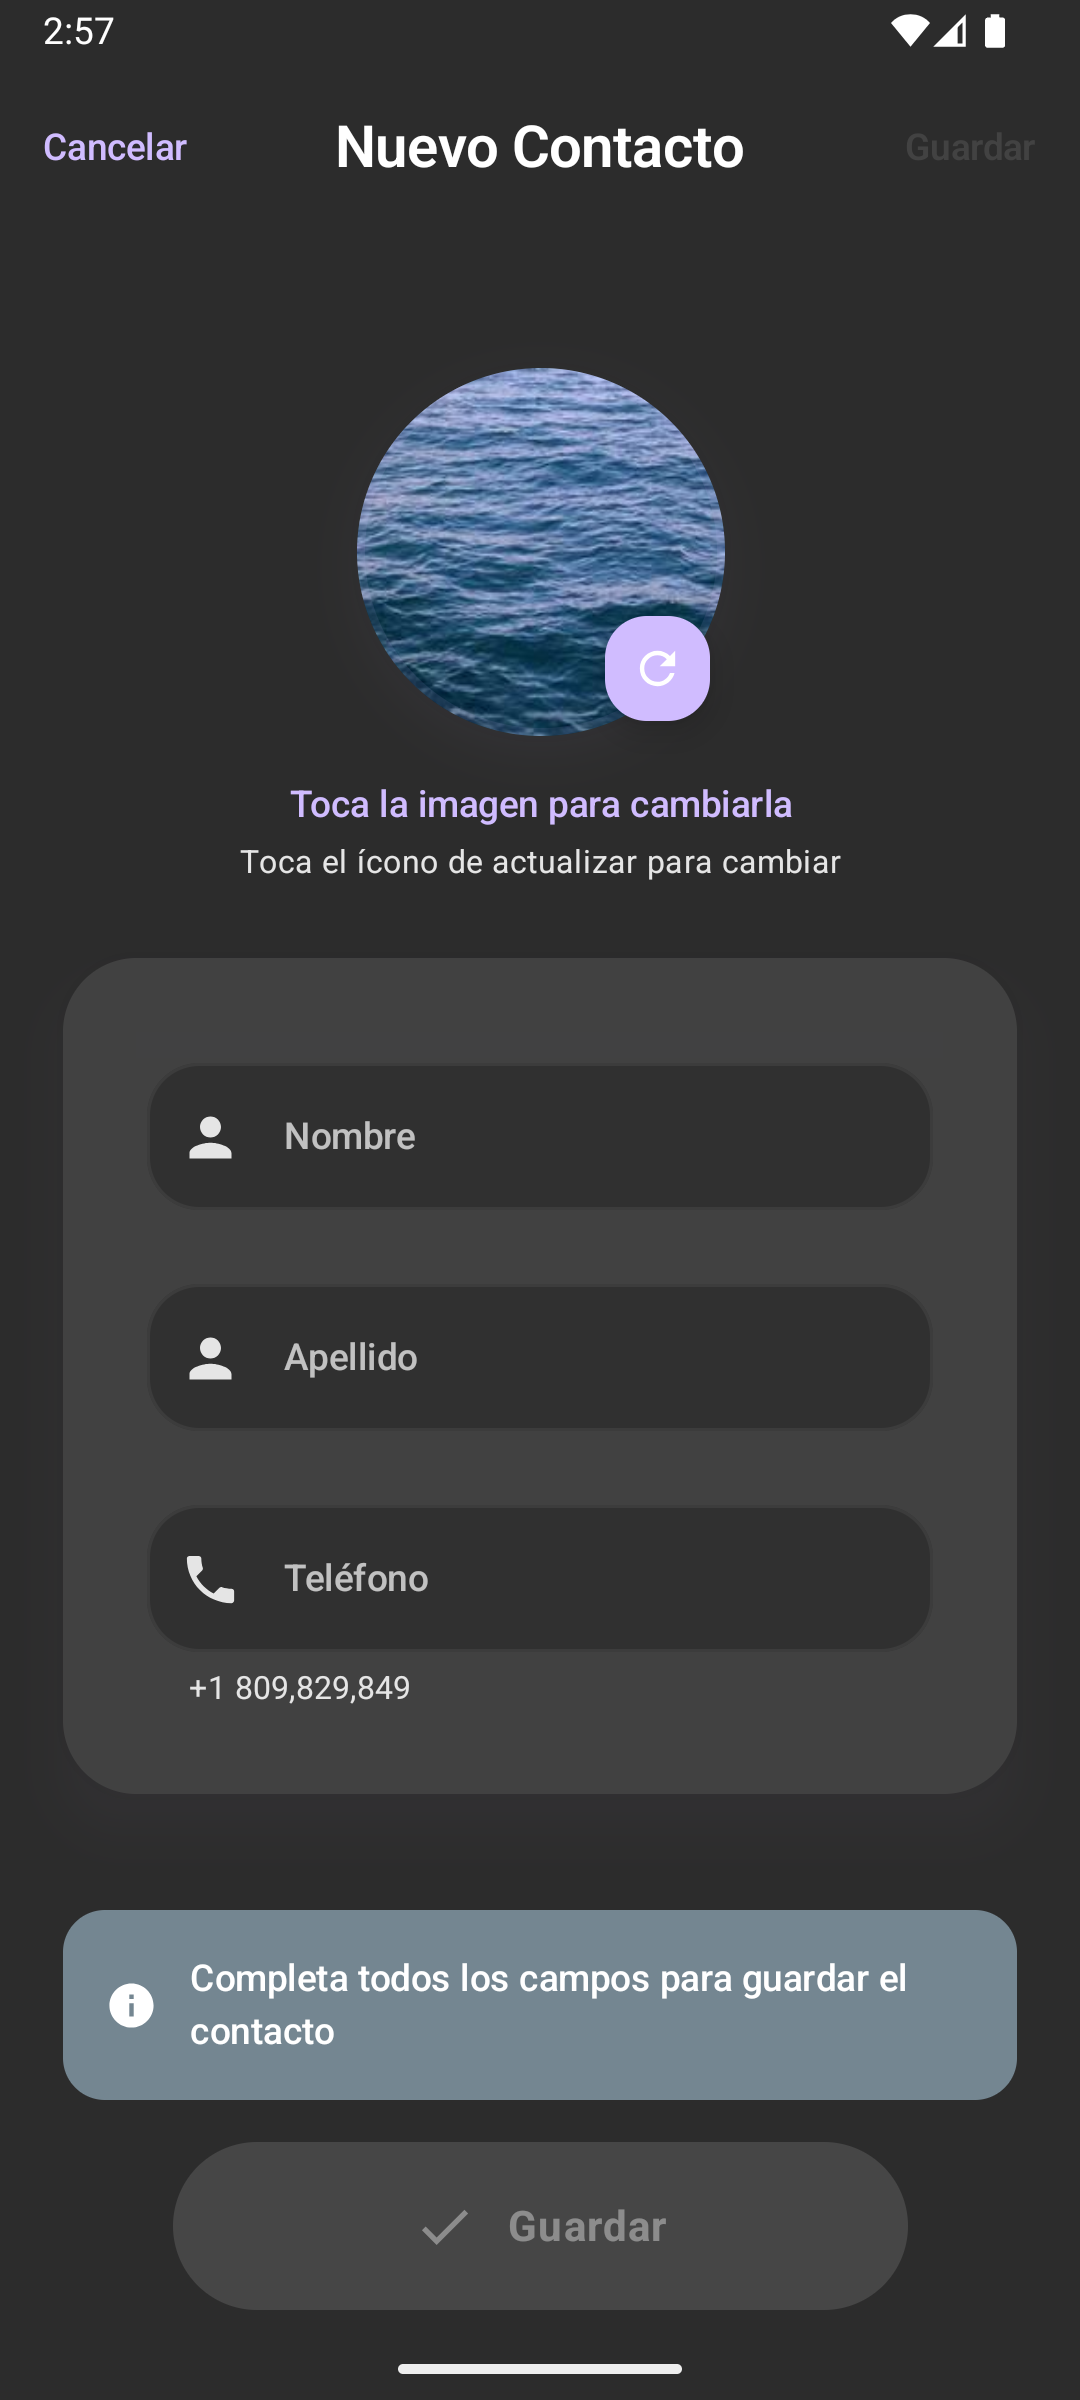 2:57
Cancelar
Nuevo Contacto
Guardar
Toca la imagen para cambiarla
Toca el ícono de actualizar para cambiar
Nombre
Apellido
Teléfono
+1 809,829,849
Completa todos los campos para guardar el
contacto
Guardar